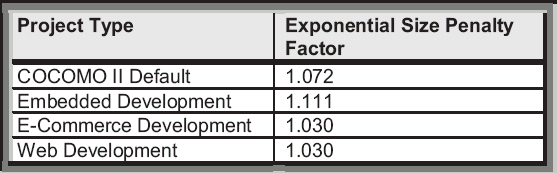 Project Type Exponential Size Penalty
Factor
COCOMO II Default 1.072
Embedded Development 1.111
E-Commerce Development 1.030
Web Development 1.030